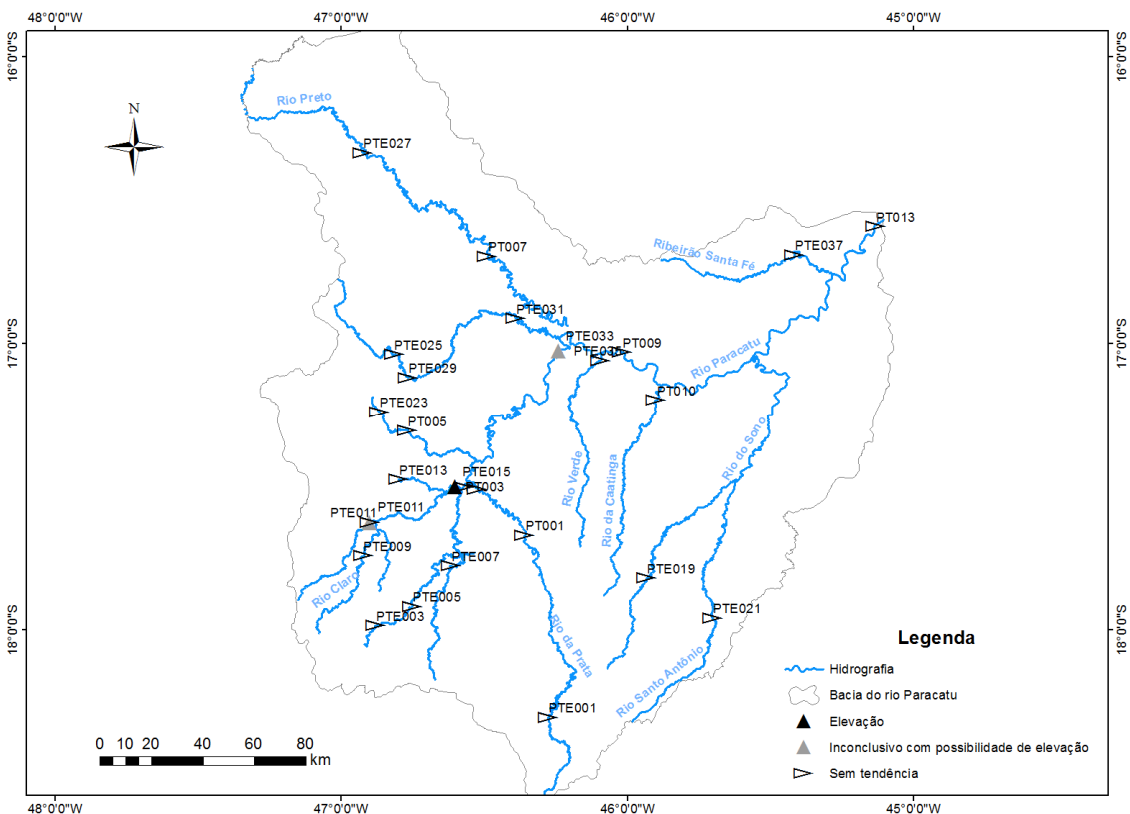 48°0'0"W
47°0'0"W
46°0'0"W
45°0'0"W
16°0'0"S
16°0'0"S
N
Rio Preto
PTE027
PT013
PT007
PTE037
Ribeirão Santa Fé
PTE031
PTE033
PT009
PTE025
17°0'0"S
17°0'0"S
Rio Paracatu
PTE029
PT010
PTE023
PT005
Rio do Sono
PTE013
PTE015
PT003
Rio Verde
Rio da Caatinga
PTE011
PTE011
PT001
PTE009
PTE007
PTE019
Rio Claro
PTE005
PTE003
PTE021
18°0'0"S
18°0'0"S
Rio da Prata
Rio Santo Antônio
PTE001
Legenda
Hidrografia
Bacia do rio Paracatu
Elevação
Inconclusivo com possibilidade de elevação
Sem tendência
0 10 20 40 60 80
km
48°0'0"W
47°0'0"W
46°0'0"W
45°0'0"W